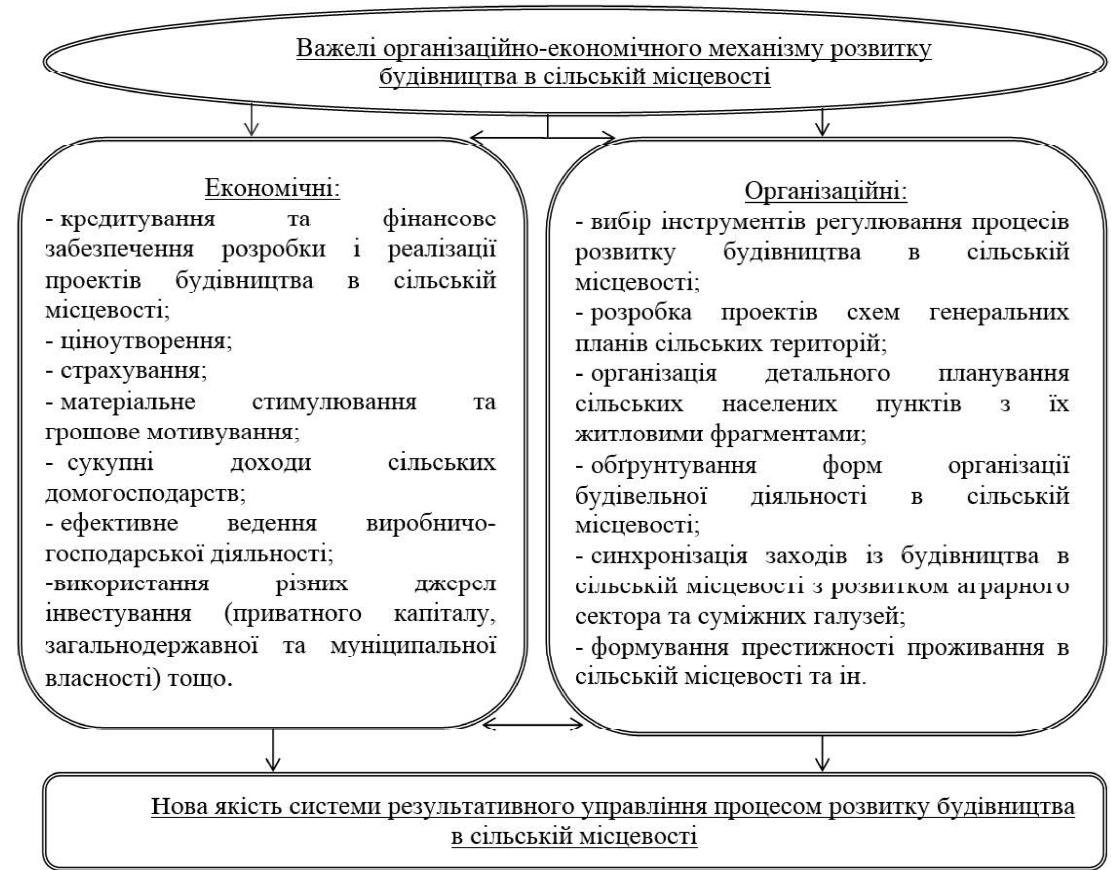 Важелі організаційно-економічного механізму розвитку
будівництва в сільській місцевості
Економічні:
- кредитування та фінансове
забезпечення розробки і реалізації
проектів будівництва в сільській
місцевості;
- ціноутворення;
- страхування;
- матеріальне стимулювання та
грошове мотивування;
- сукупні доходи сільських
домогосподарств;
- ефективне ведення виробничо-
господарської діяльності;
-використання різних джерел
інвестування (приватного капіталу,
загальнодержавної та муніципальної
власності) тощо.
Організаційні:
- вибір інструментів регулювання процесів
розвитку будівництва в сільській
місцевості;
- розробка проектів схем генеральних
планів сільських територій;
- організація детального планування
сільських населених пунктів з їх
житловими фрагментами;
- обґрунтування форм організації
будівельної діяльності в сільській
місцевості;
- синхронізація заходів із будівництва в
сільській місцевості з розвитком аграрного
сектора та суміжних галузей;
- формування престижності проживання в
сільській місцевості та ін.
Нова якість системи результативного управління процесом розвитку будівництва
в сільській місцевості